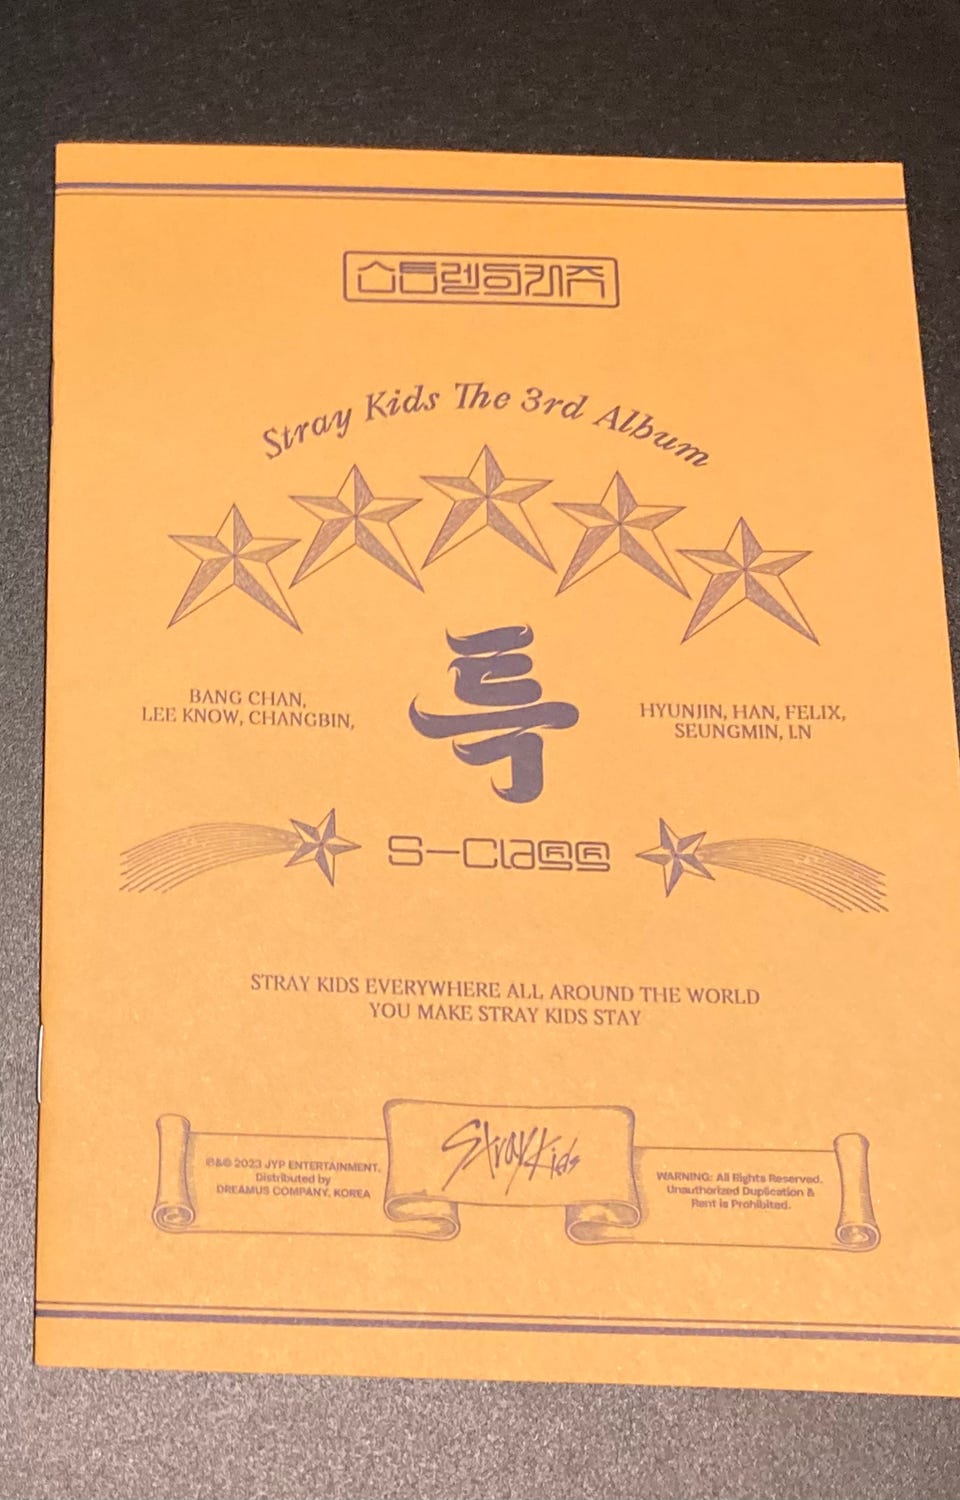 스트레이키즈
Stray Kids The 3rd Album
특
BANG CHAN,
LEE KNOW, CHANGBIN,
HYUNJIN, HAN, FELIX,
SEUNGMIN, I.N
S-Class
STRAY KIDS EVERYWHERE ALL AROUND THE WORLD
YOU MAKE STRAY KIDS STAY
℗&© 2023 JYP ENTERTAINMENT.
Distributed by
DREAMUS COMPANY. KOREA
Stray Kids
WARNING: All Rights Reserved.
Unauthorized Duplication &
Rent is Prohibited.